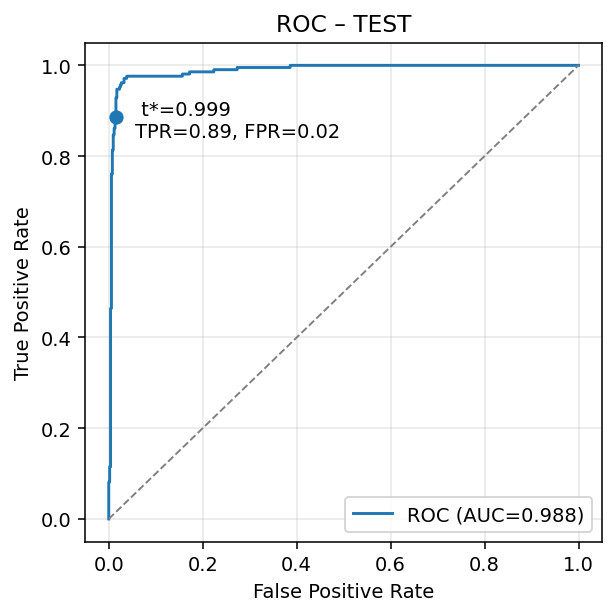 ROC – TEST
1.0
0.8
0.6
0.4
0.2
0.0
True Positive Rate
t*=0.999
TPR=0.89, FPR=0.02
ROC (AUC=0.988)
0.0 0.2 0.4 0.6 0.8 1.0
False Positive Rate